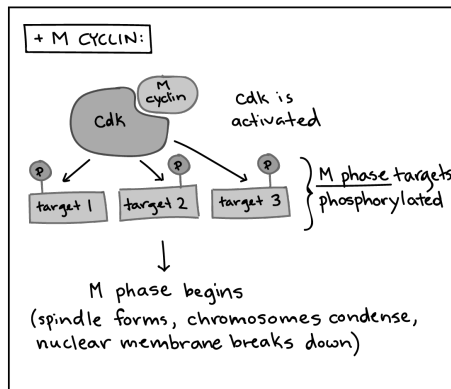 + M CYCLIN:
M
cyclin
Cdk
Cdk is
activated
P
P
P
target 1
target 2
target 3
M phase targets
phosphorylated
M phase begins
(spindle forms, chromosomes condense,
nuclear membrane breaks down)